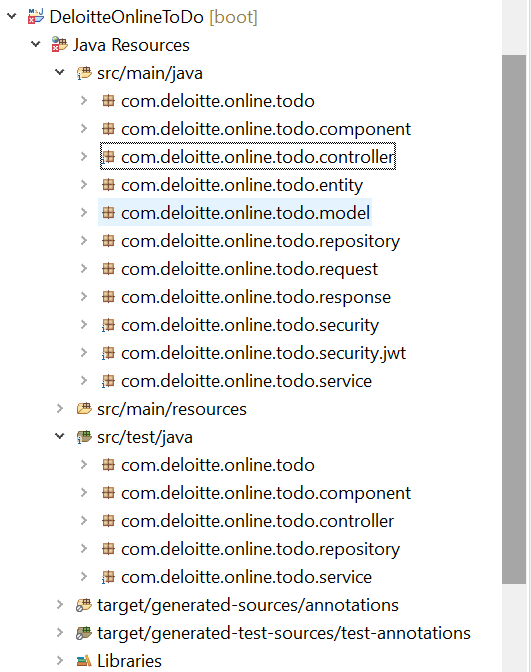 DeloitteOnlineToDo [boot]
Java Resources
src/main/java
com.deloitte.online.todo
com.deloitte.online.todo.component
com.deloitte.online.todo.controller
com.deloitte.online.todo.entity
com.deloitte.online.todo.model
com.deloitte.online.todo.repository
com.deloitte.online.todo.request
com.deloitte.online.todo.response
com.deloitte.online.todo.security
com.deloitte.online.todo.security.jwt
com.deloitte.online.todo.service
src/main/resources
src/test/java
com.deloitte.online.todo
com.deloitte.online.todo.component
com.deloitte.online.todo.controller
com.deloitte.online.todo.repository
com.deloitte.online.todo.service
target/generated-sources/annotations
target/generated-test-sources/test-annotations
Libraries